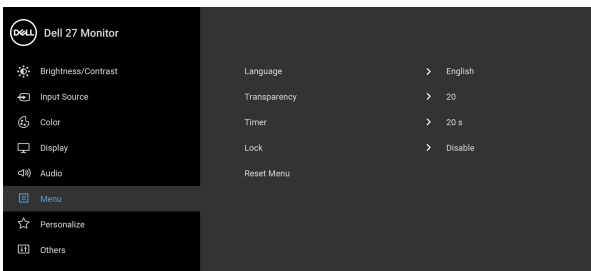 DELL Dell 27 Monitor
Brightness/Contrast
Input Source
Color
Display
Audio
Menu
Personalize
Others
Language > English
Transparency > 20
Timer > 20 s
Lock > Disable
Reset Menu